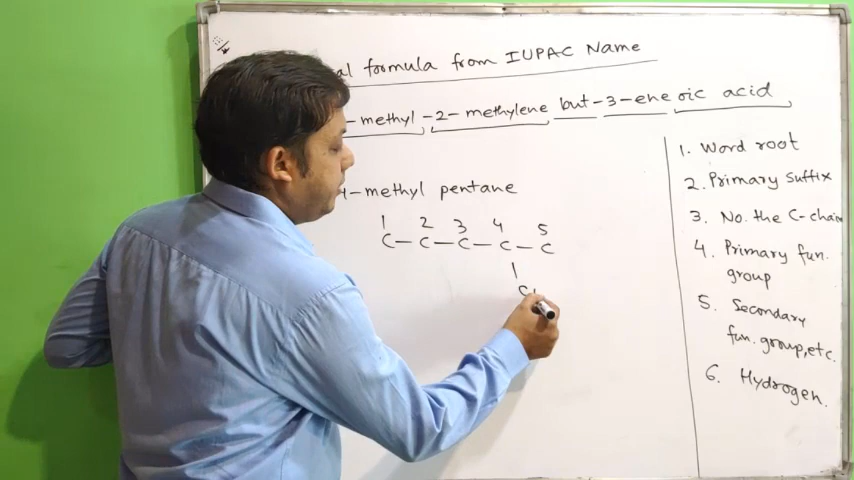 al formula from IUPAC Name
- methyl -2- methylene but-3-ene oic acid
4-methyl pentane
1 2 3 4 5
C-C-C-C-C
|
1. Word root
2. Primary Suffix
3. No. the C-chain
4. Primary fun.
group
5. Secondary
fun. group, etc.
6. Hydrogen.